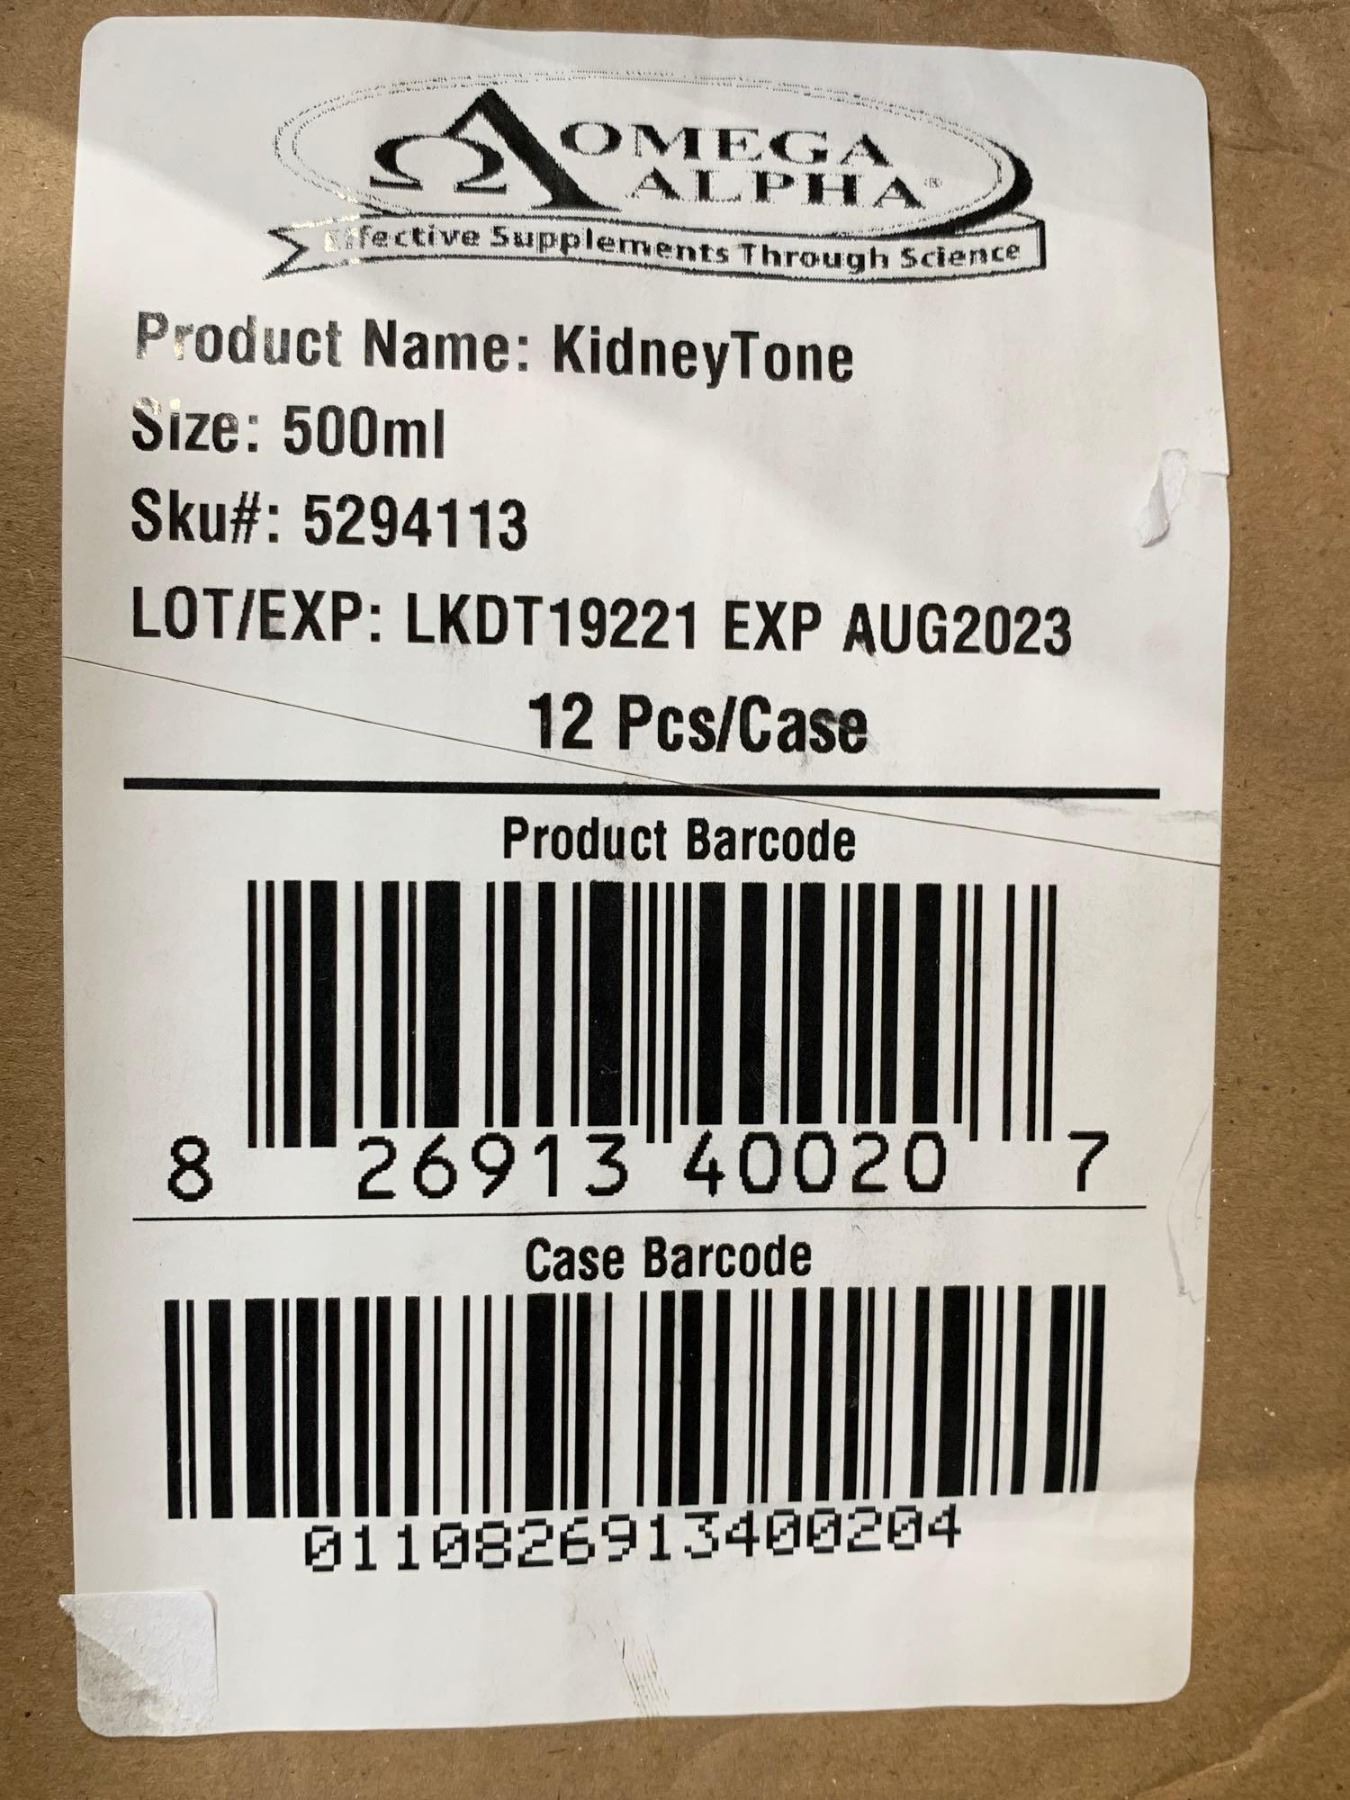 OMEGA
ALPHA®
Effective Supplements Through Science
Product Name: KidneyTone
Size: 500ml
Sku#: 5294113
LOT/EXP: LKDT19221 EXP AUG2023
12 Pcs/Case
Product Barcode
8 26913 40020 7
Case Barcode
0110826913400204